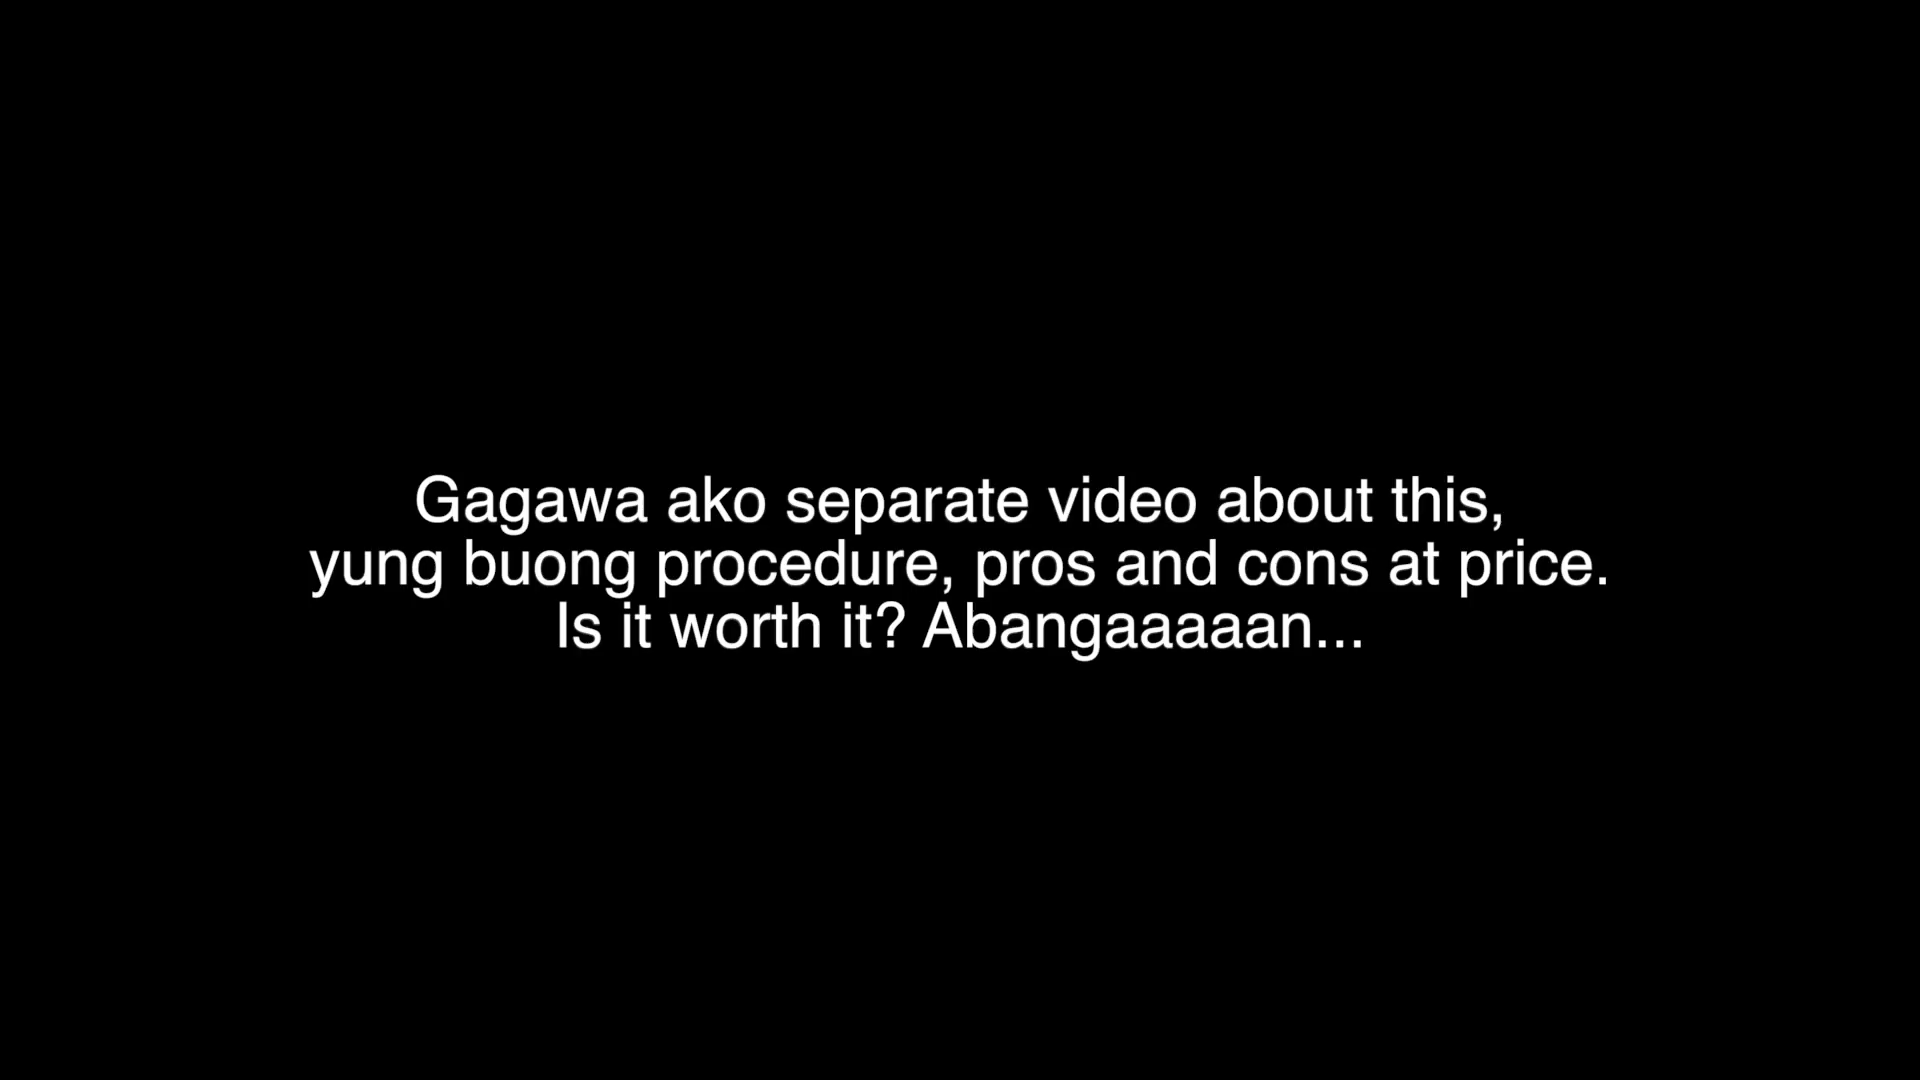 Gagawa ako separate video about this,
yung buong procedure, pros and cons at price.
Is it worth it? Abangaaaaan...